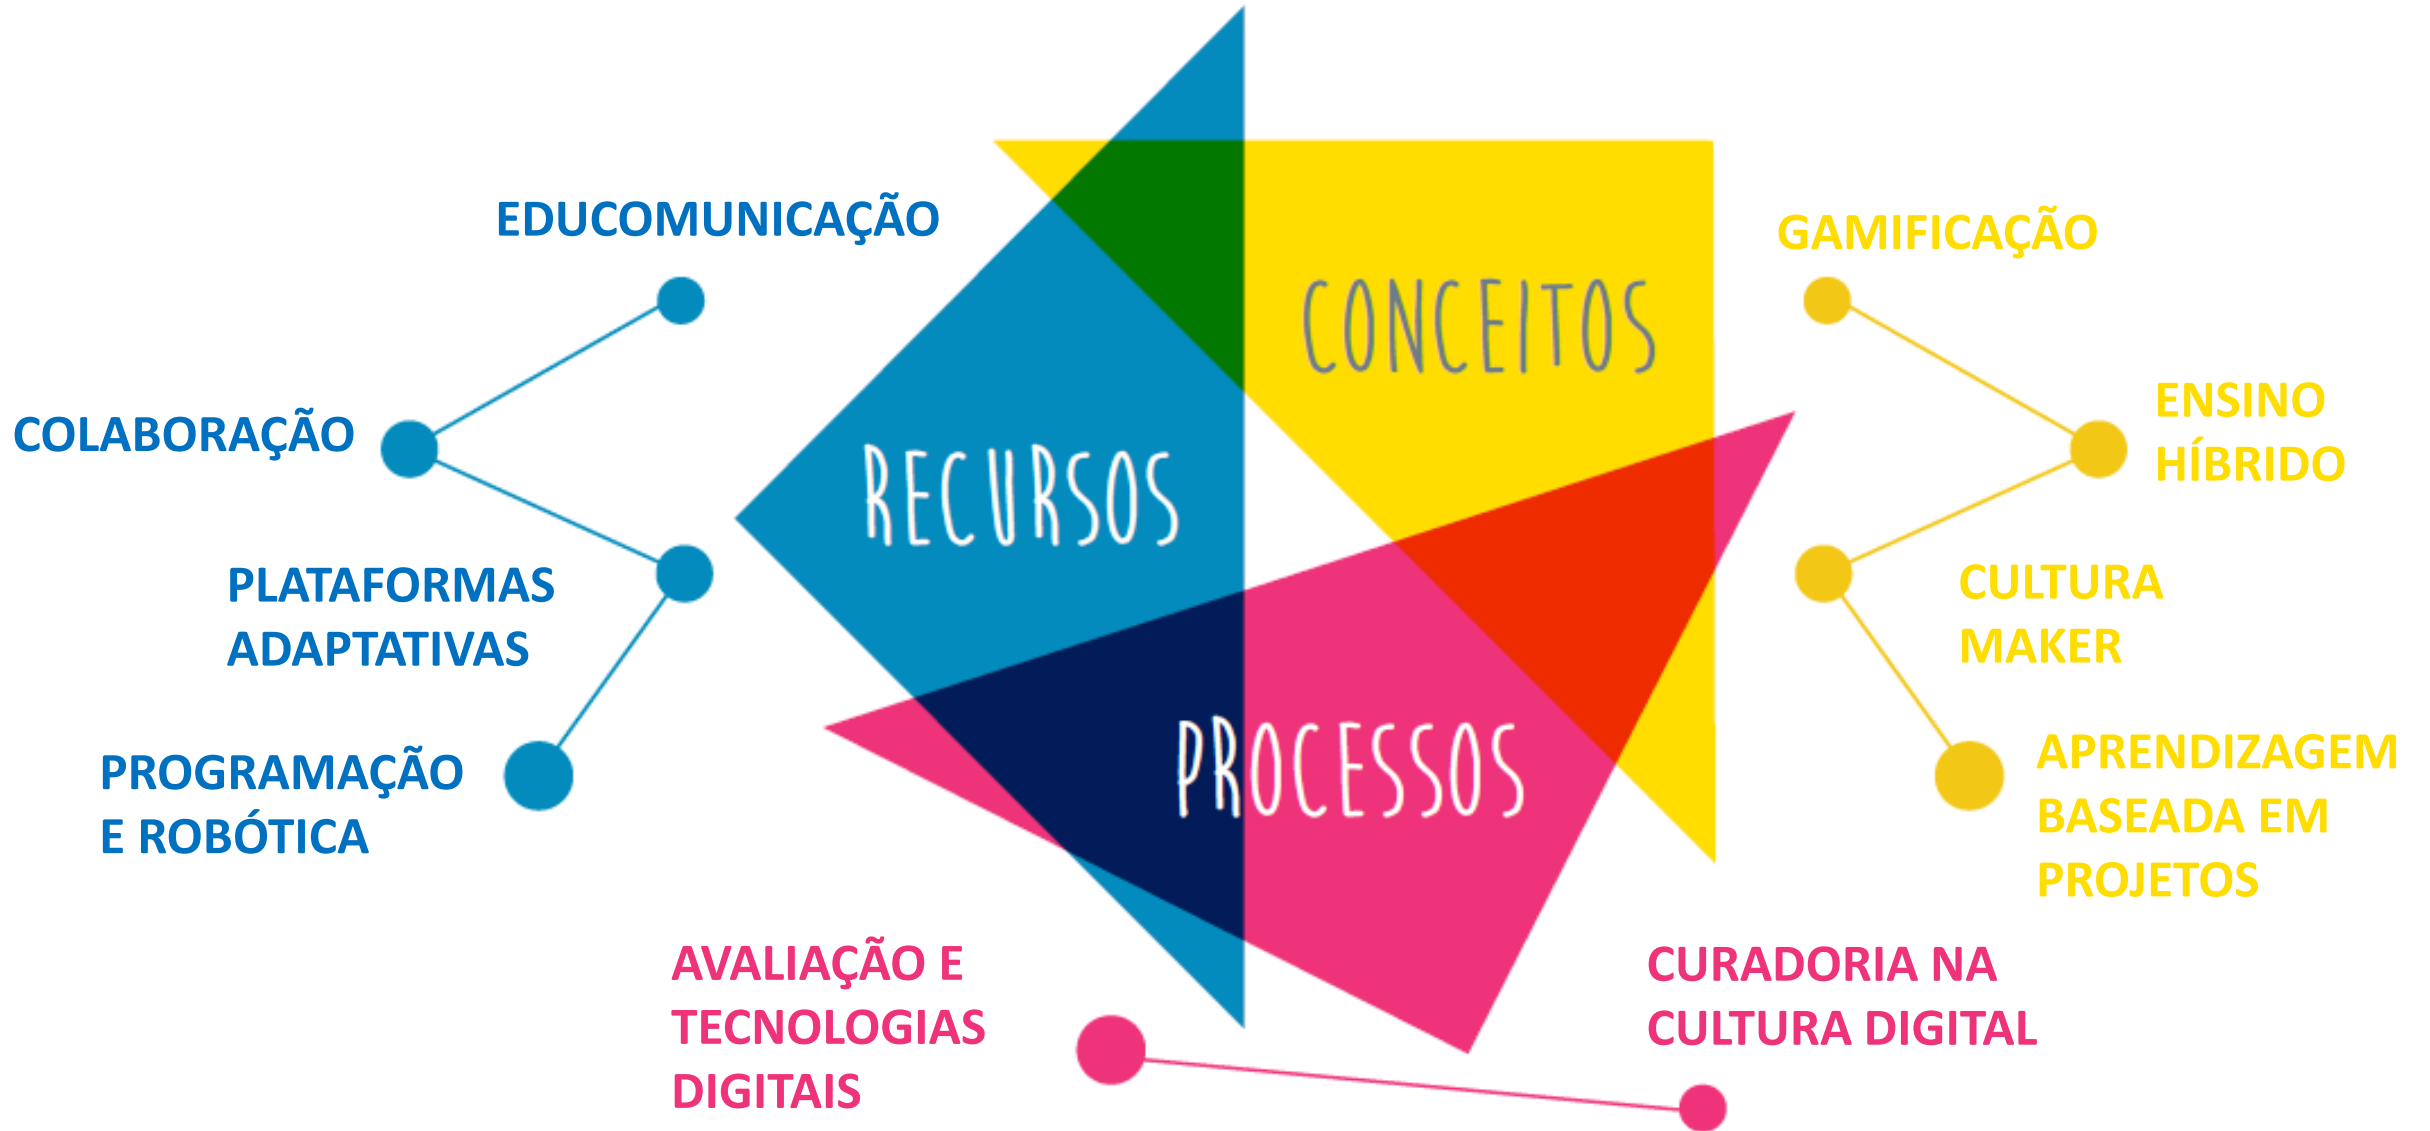 EDUCOMUNICAÇÃO
COLABORAÇÃO
PLATAFORMAS
ADAPTATIVAS
PROGRAMAÇÃO
E ROBÓTICA
RECURSOS
CONCEITOS
PROCESSOS
GAMIFICAÇÃO
ENSINO
HÍBRIDO
CULTURA
MAKER
APRENDIZAGEM
BASEADA EM
PROJETOS
AVALIAÇÃO E
TECNOLOGIAS
DIGITAIS
CURADORIA NA
CULTURA DIGITAL